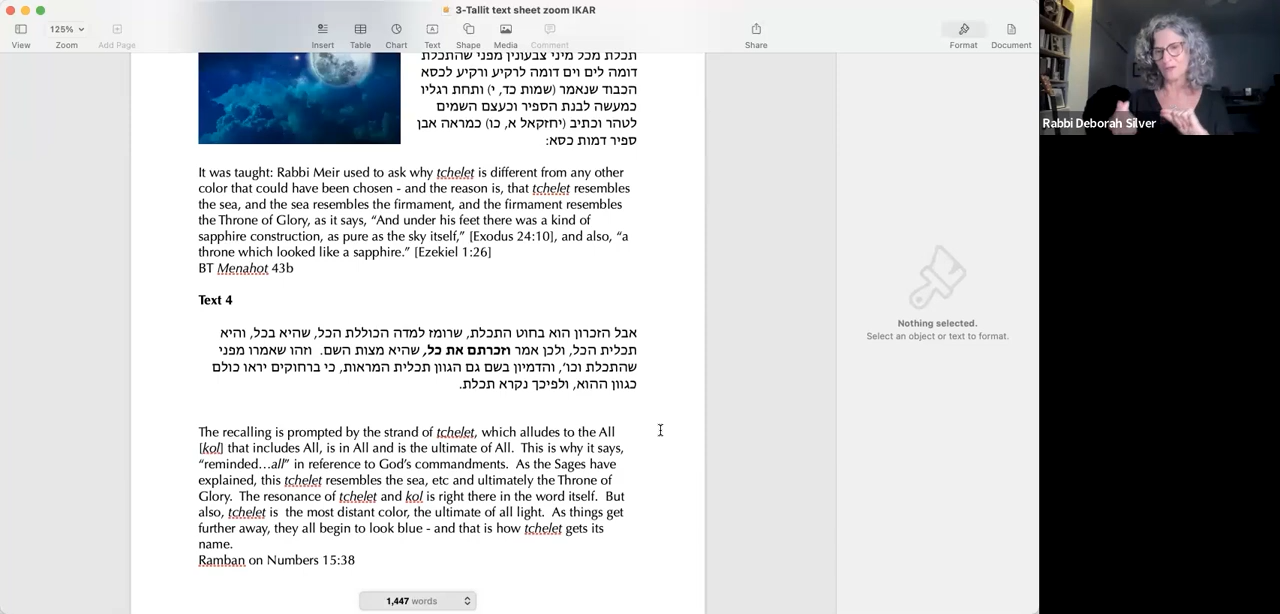 3-Tallit text sheet zoom IKAR
125%
View
Zoom
Add Page
Insert
Table
Chart
Text
Shape
Media
Comment
Share
Format
Document
תכלת מכל מיני צבעונין מפני שהתכלת
דומה לים וים דומה לרקיע ורקיע לכסא
הכבוד שנאמר (שמות כד, י) ותחת רגליו
כמעשה לבנת הספיר וכעצם השמים
לטהר וכתיב (יחזקאל א, כו) כמראה אבן
ספיר דמות כסא:
It was taught: Rabbi Meir used to ask why tchelet is different from any other
color that could have been chosen - and the reason is, that tchelet resembles
the sea, and the sea resembles the firmament, and the firmament resembles
the Throne of Glory, as it says, “And under his feet there was a kind of
sapphire construction, as pure as the sky itself,” [Exodus 24:10], and also, “a
throne which looked like a sapphire.” [Ezekiel 1:26]
BT Menahot 43b
Text 4
אבל הזכרון הוא בחוט התכלת, שרומז למדה הכוללת הכל, שהיא בכל, והיא
תכלית הכל, ולכן אמר וזכרתם את כל, שהיא מצות השם. וזהו שאמרו מפני
שהתכלת וכו', והדמיון בשם גם הגוון תכלית המראות, כי ברחוקים יראו כולם
כגוון ההוא, ולפיכך נקרא תכלת.
The recalling is prompted by the strand of tchelet, which alludes to the All
[kol] that includes All, is in All and is the ultimate of All. This is why it says,
“reminded…all” in reference to God’s commandments. As the Sages have
explained, this tchelet resembles the sea, etc and ultimately the Throne of
Glory. The resonance of tchelet and kol is right there in the word itself. But
also, tchelet is the most distant color, the ultimate of all light. As things get
further away, they all begin to look blue - and that is how tchelet gets its
name.
Ramban on Numbers 15:38
1,447 words
Nothing selected.
Select an object or text to format.
Rabbi Deborah Silver